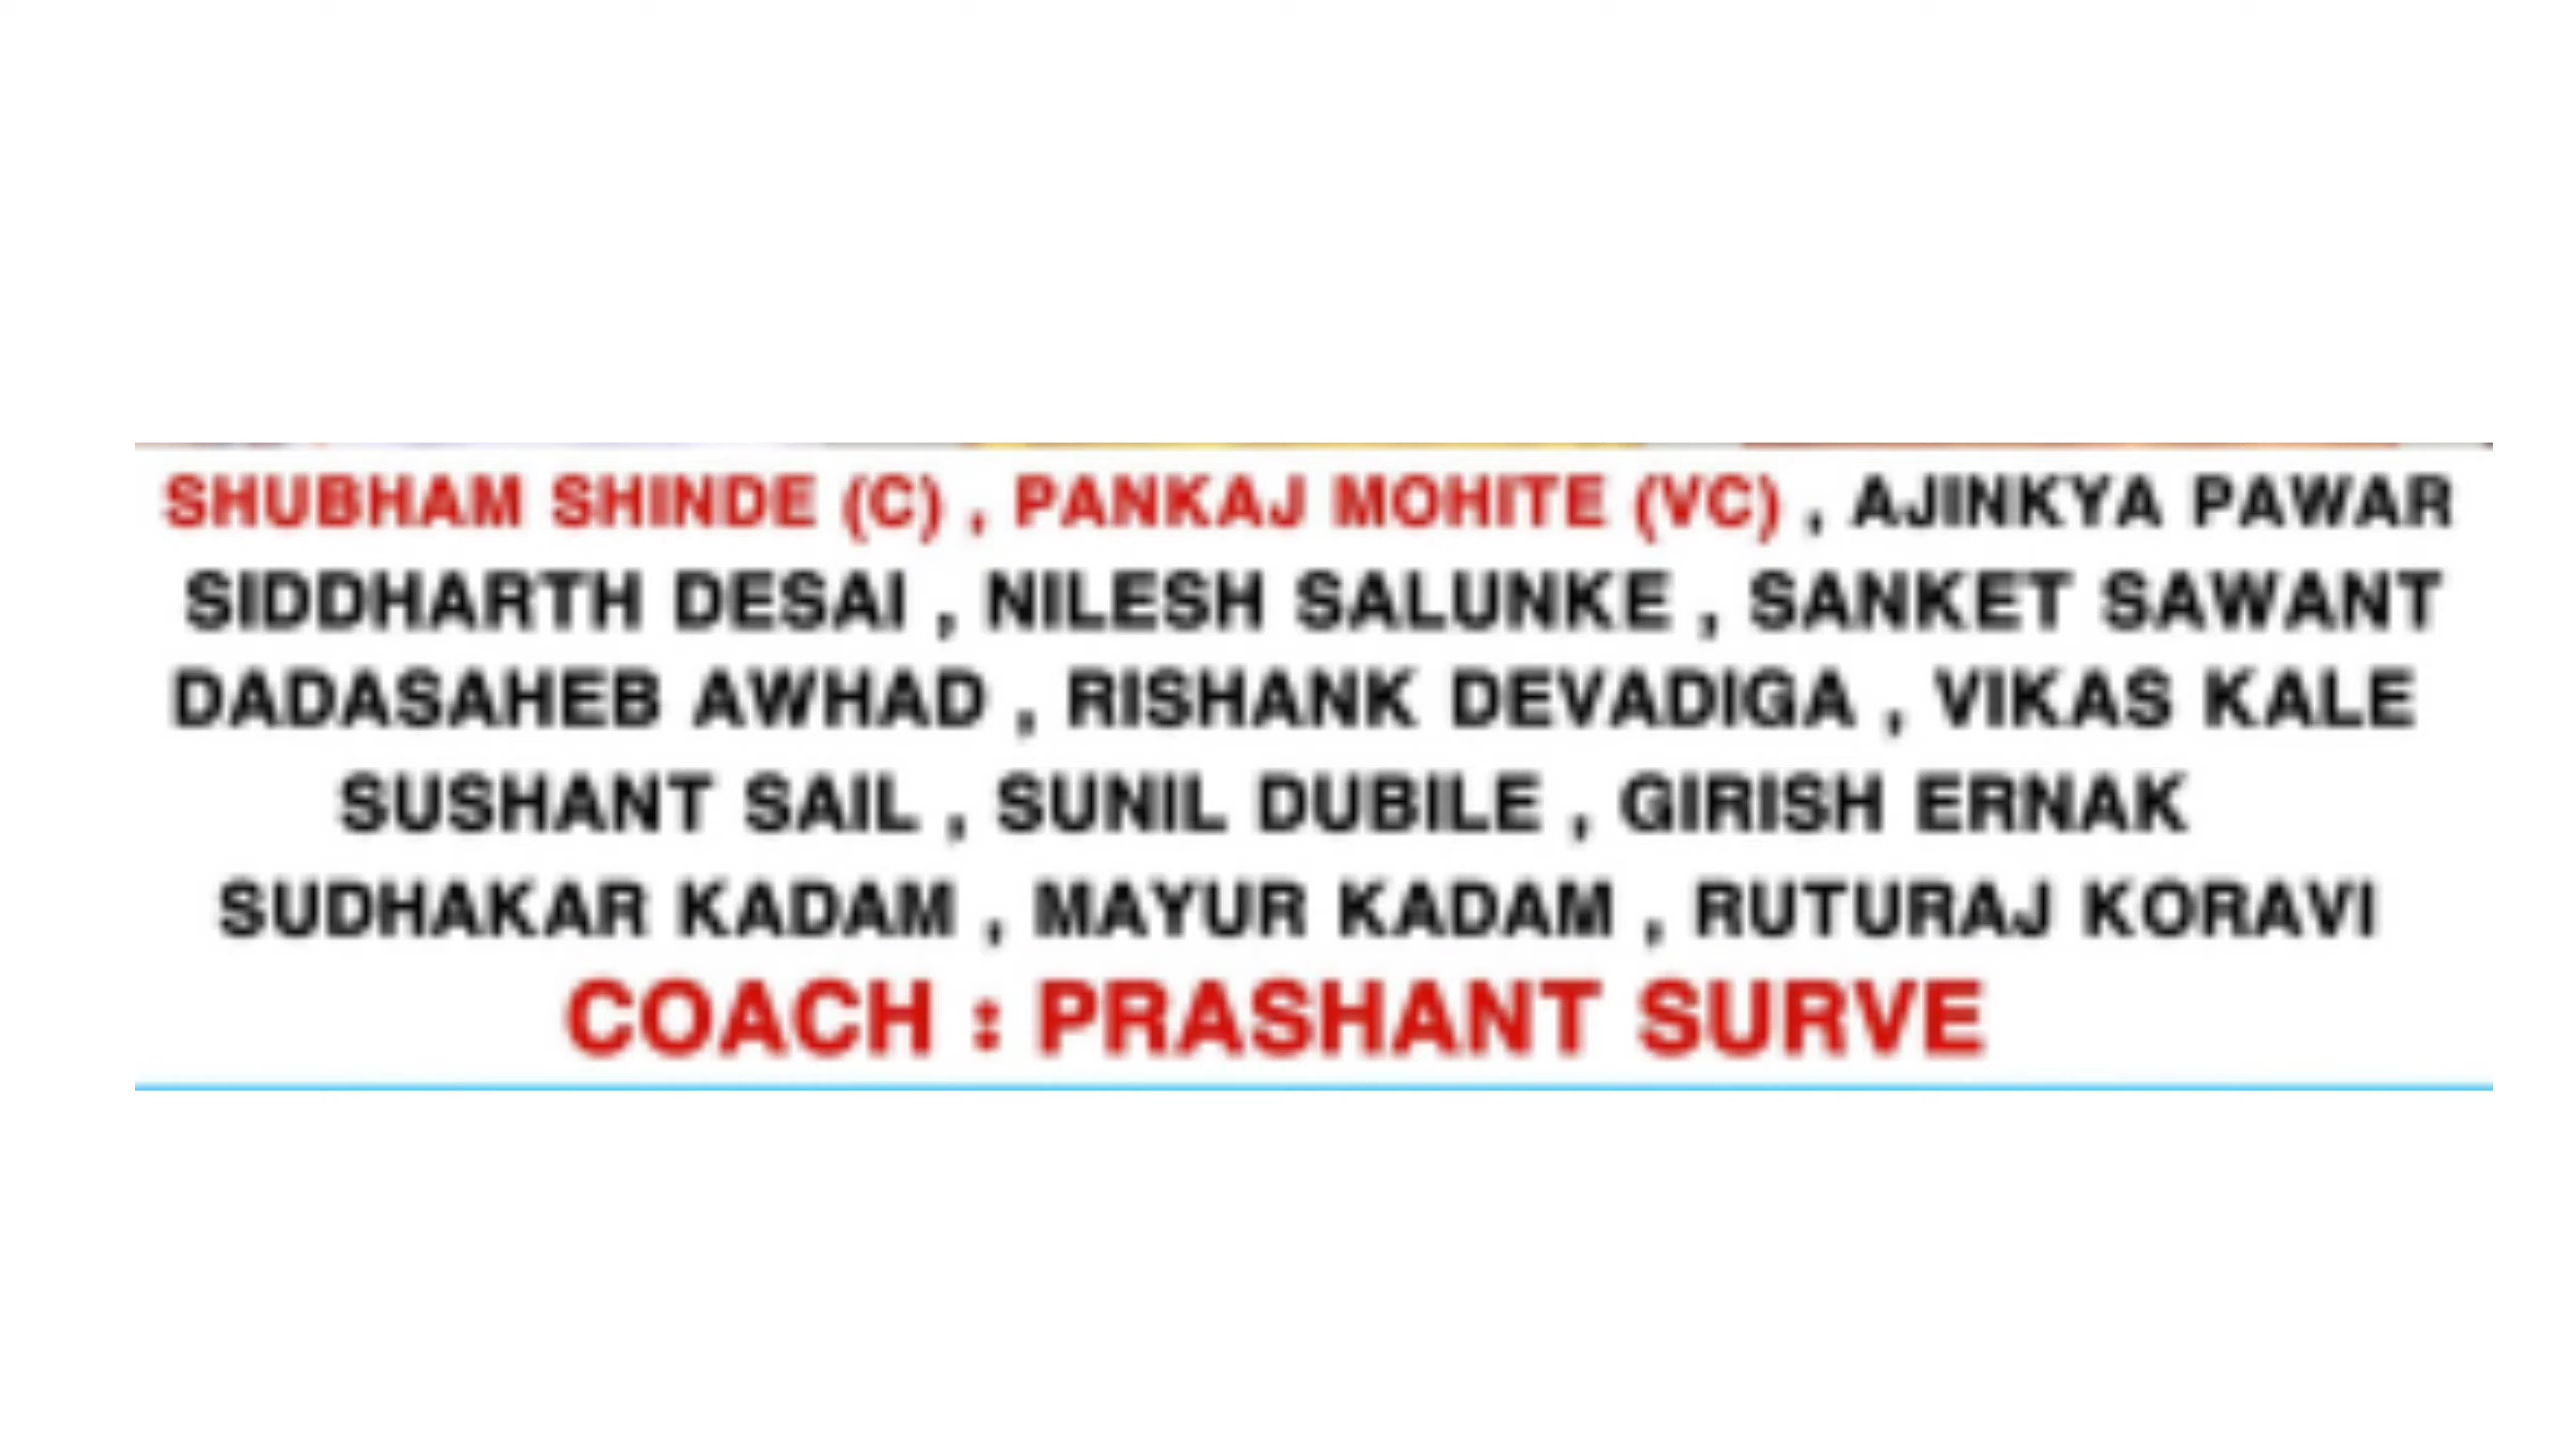 SHUBHAM SHINDE (C) , PANKAJ MOHITE (VC) , AJINKYA PAWAR
SIDDHARTH DESAI , NILESH SALUNKE , SANKET SAWANT
DADASAHEB AWHAD , RISHANK DEVADIGA , VIKAS KALE
SUSHANT SAIL , SUNIL DUBILE , GIRISH ERNAK
SUDHAKAR KADAM , MAYUR KADAM , RUTURAJ KORAVI
COACH : PRASHANT SURVE